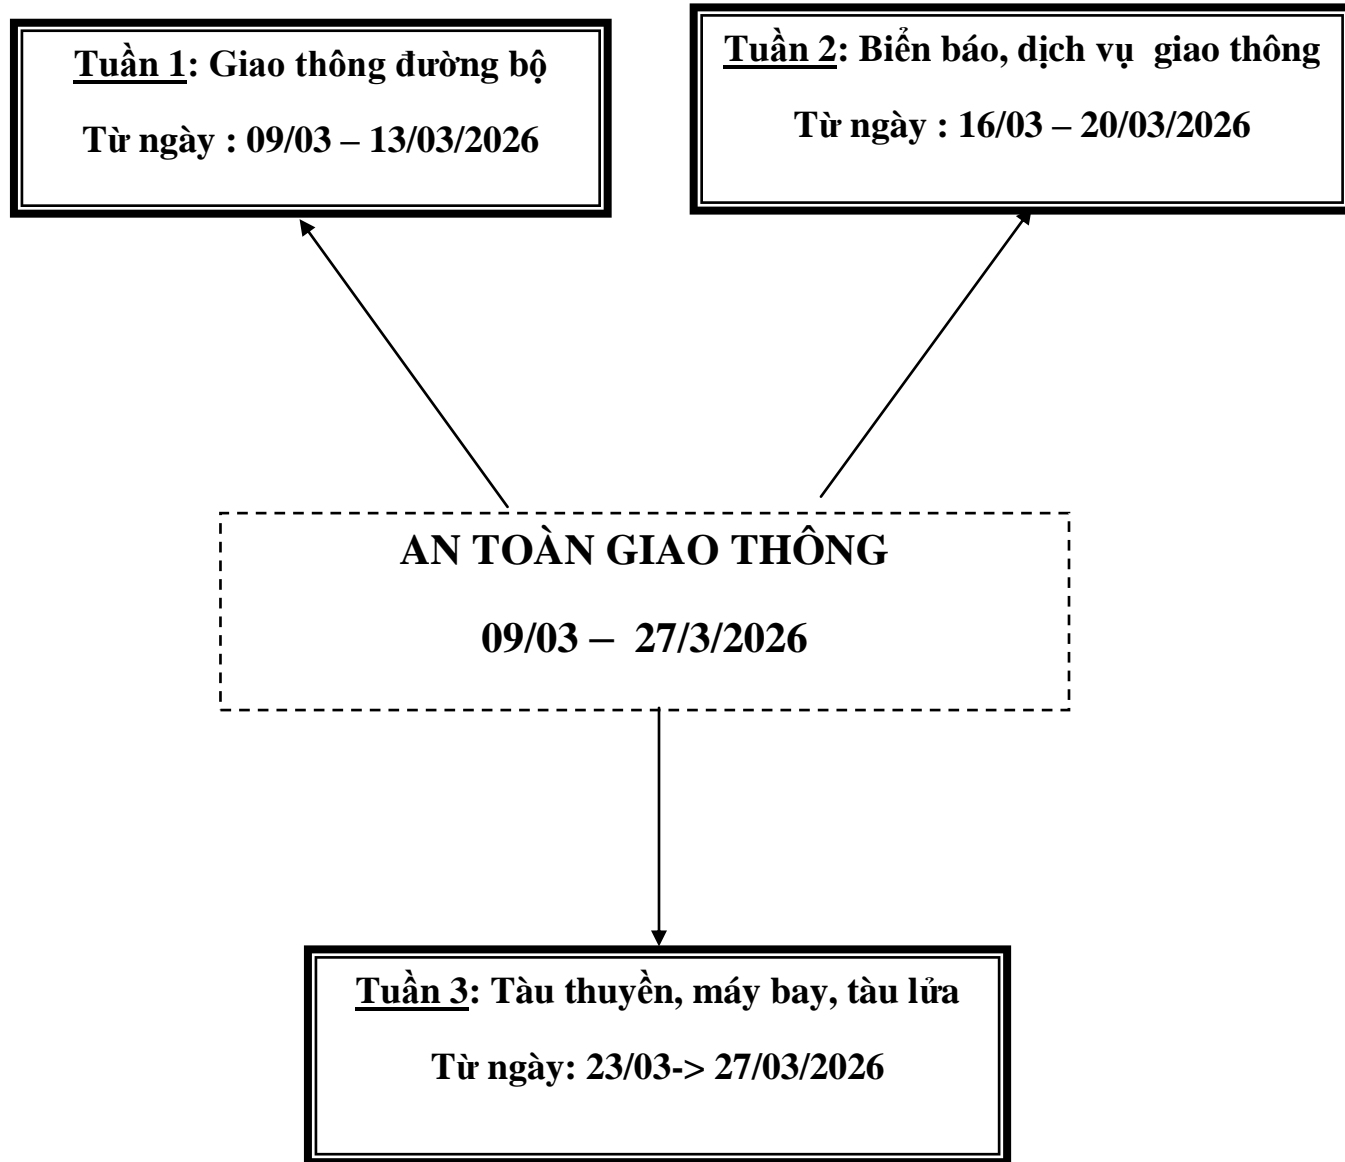 Tuần 1: Giao thông đường bộ
Từ ngày : 09/03 – 13/03/2026
Tuần 2: Biển báo, dịch vụ giao thông
Từ ngày : 16/03 – 20/03/2026
AN TOÀN GIAO THÔNG
09/03 – 27/3/2026
Tuần 3: Tàu thuyền, máy bay, tàu lửa
Từ ngày: 23/03-> 27/03/2026